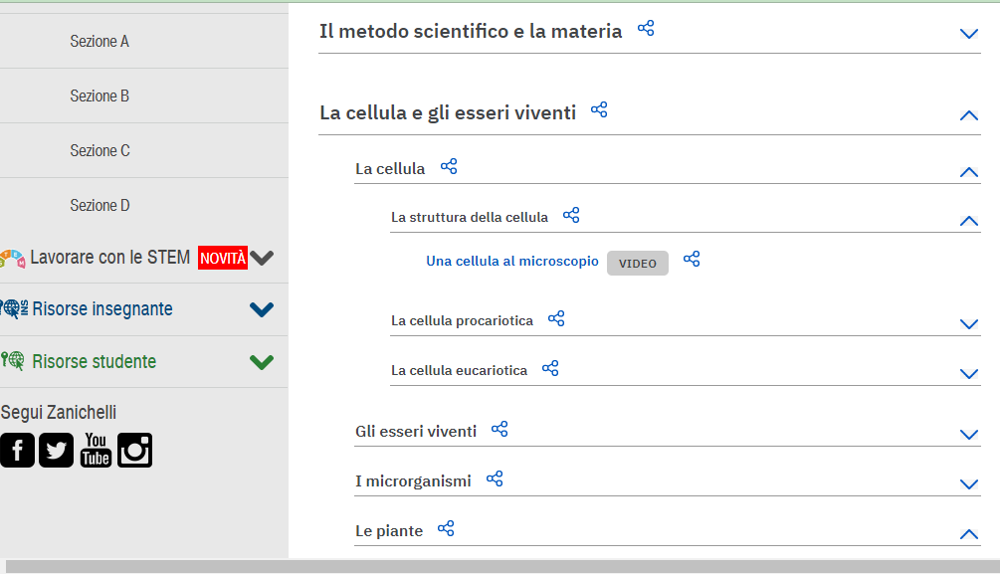 Sezione A
Sezione B
Sezione C
Sezione D
Lavorare con le STEM NOVITÀ
Risorse insegnante
Risorse studente
Segui Zanichelli
You
Tube
Il metodo scientifico e la materia
La cellula e gli esseri viventi
La cellula
La struttura della cellula
Una cellula al microscopio VIDEO
La cellula procariotica
La cellula eucariotica
Gli esseri viventi
I microrganismi
Le piante